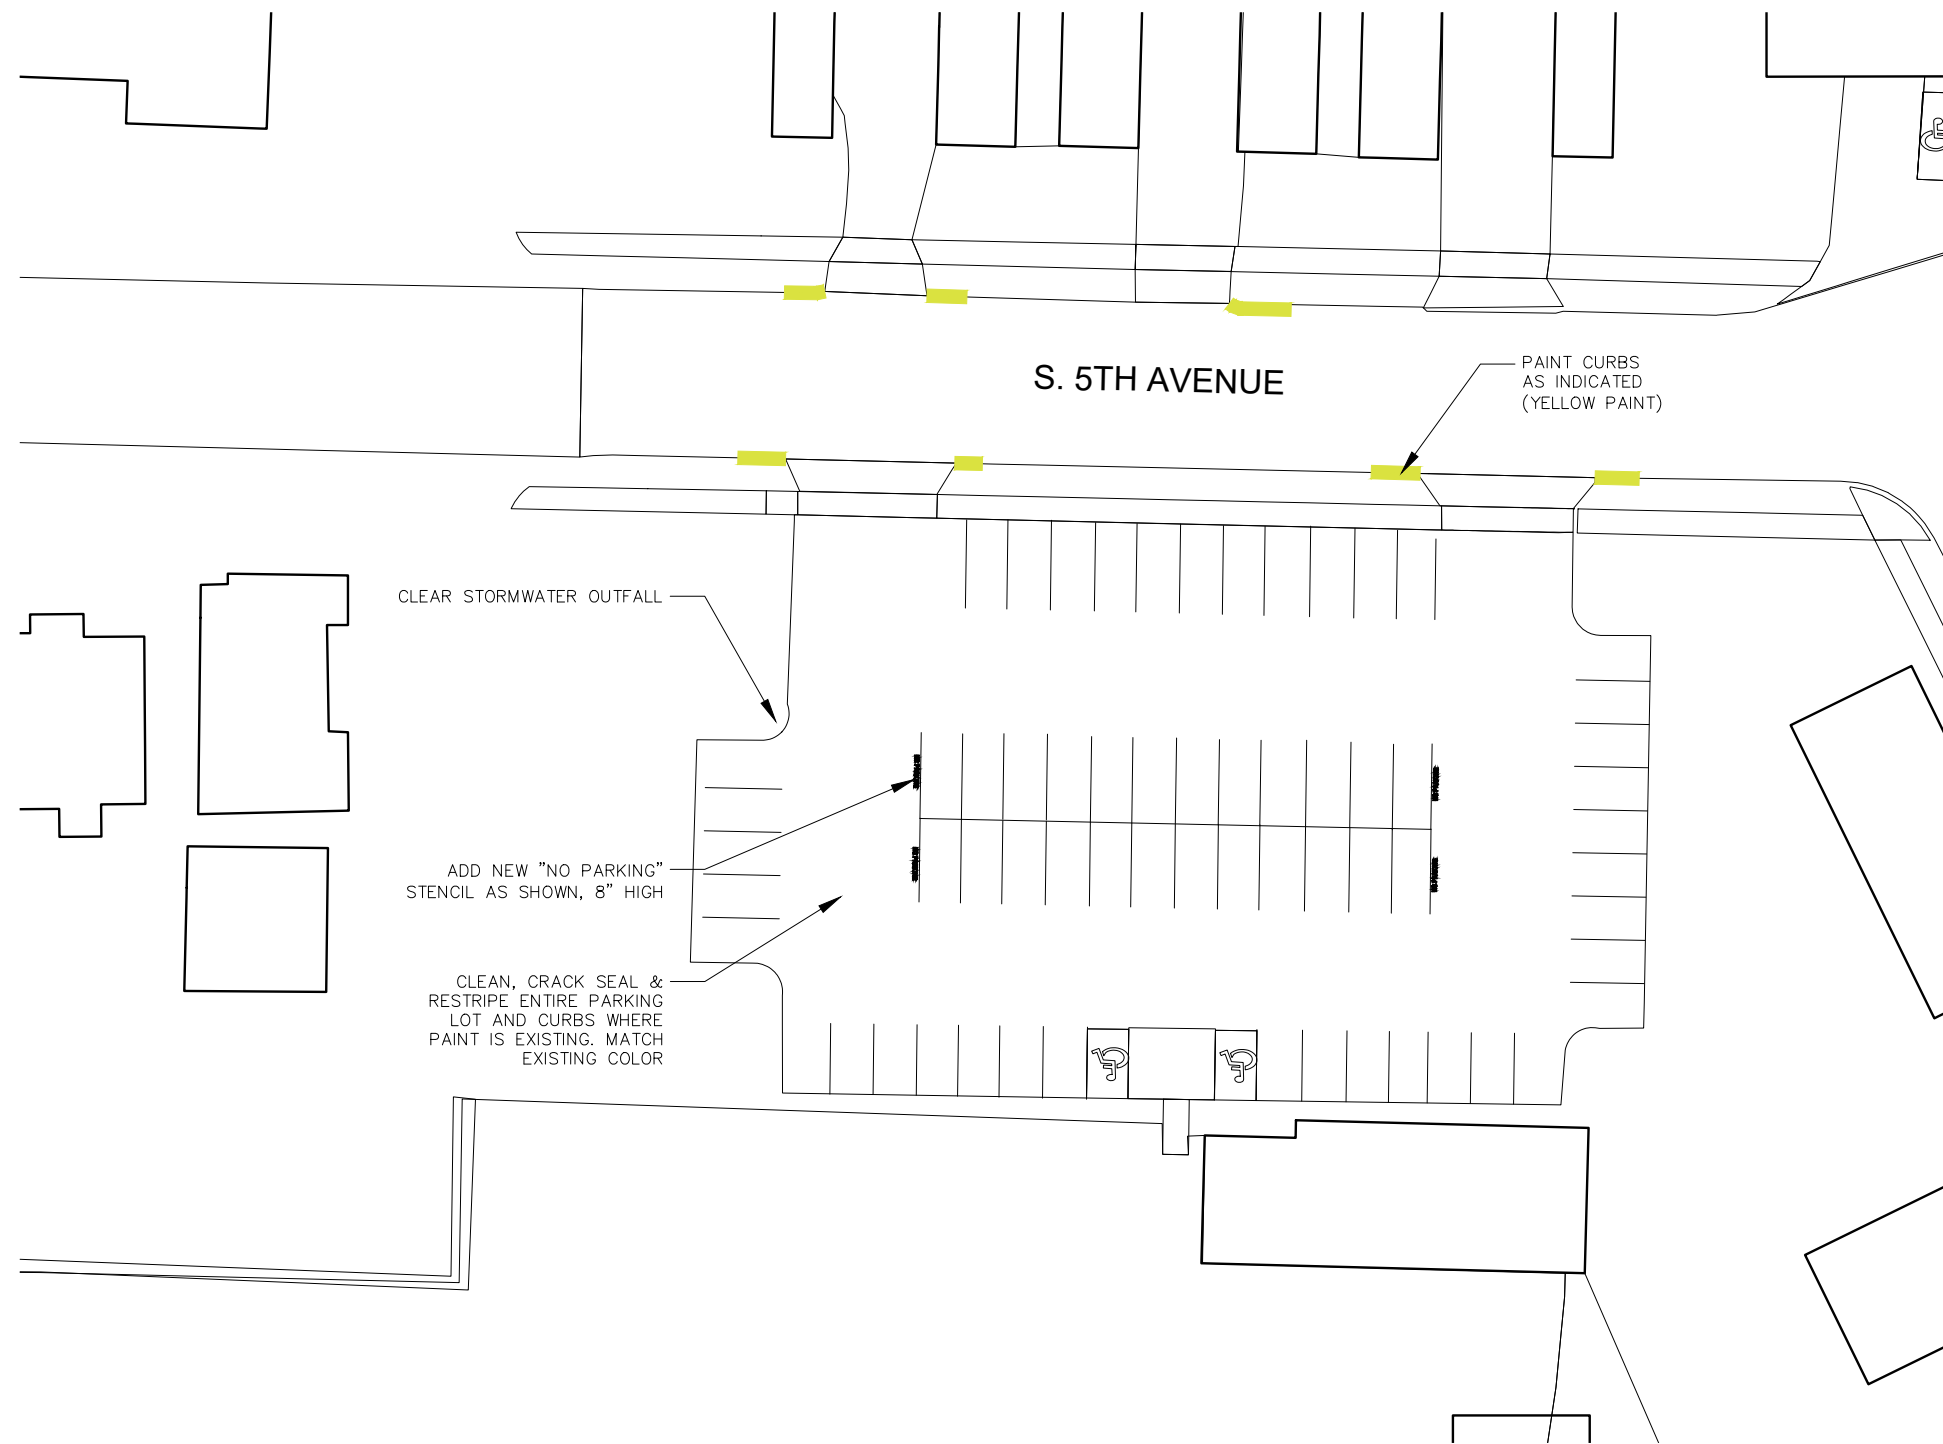 S. 5TH AVENUE
PAINT CURBS
AS INDICATED
(YELLOW PAINT)
CLEAR STORMWATER OUTFALL
ADD NEW "NO PARKING"
STENCIL AS SHOWN, 8" HIGH
CLEAN, CRACK SEAL &
RESTRIPE ENTIRE PARKING
LOT AND CURBS WHERE
PAINT IS EXISTING. MATCH
EXISTING COLOR